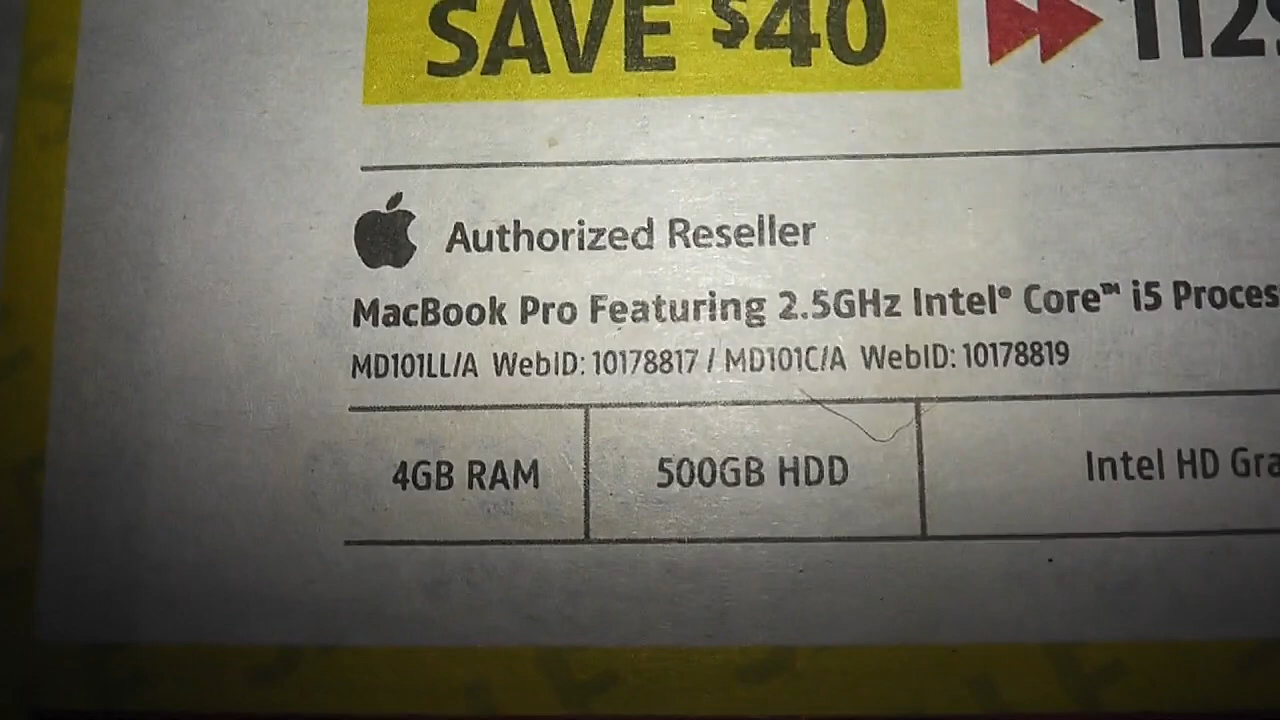 SAVE $40
Authorized Reseller
MacBook Pro Featuring 2.5GHz Intel® Core™ i5
MD101LL/A WebID: 10178817 / MD101C/A WebID: 10178819
4GB RAM 500GB HDD Intel HD